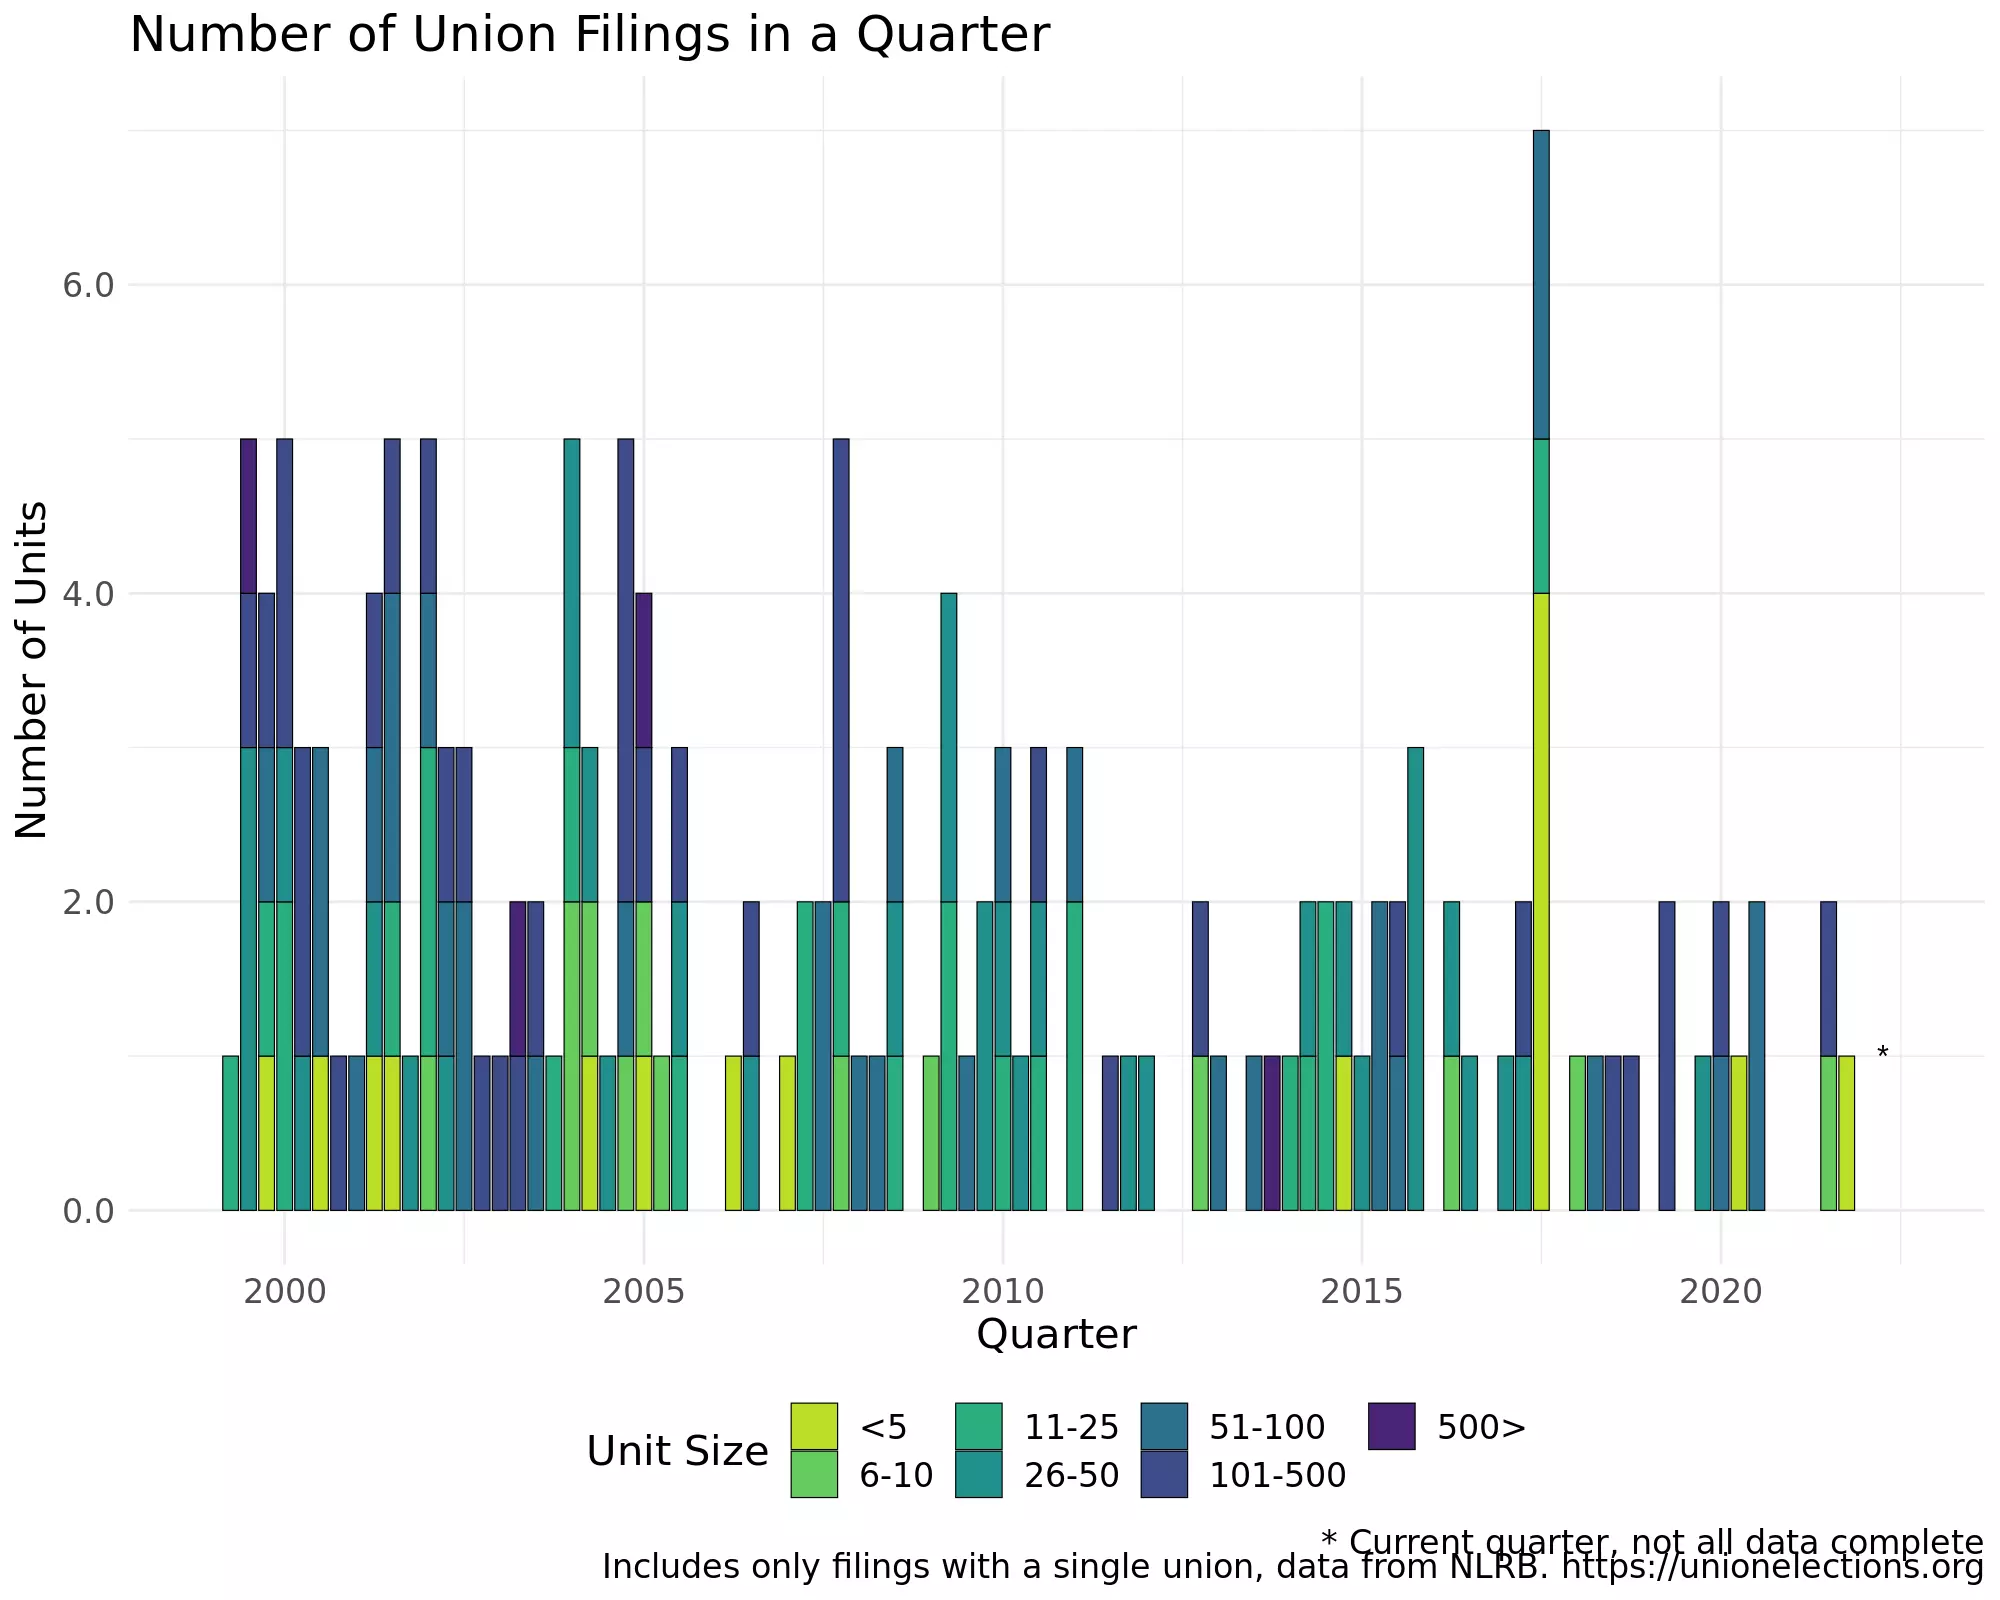 Number of Union Filings in a Quarter
Number of Units
6.0
4.0
2.0
0.0
*
2000 2005 2010 2015 2020
Quarter
Unit Size
<5 11-25 51-100 500>
6-10 26-50 101-500
* Current quarter, not all data complete
Includes only filings with a single union, data from NLRB. https://unionelections.org